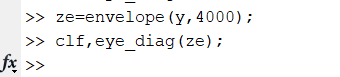 >> ze=envelope(y,4000);
>> clf,eye_diag(ze);
fx >>